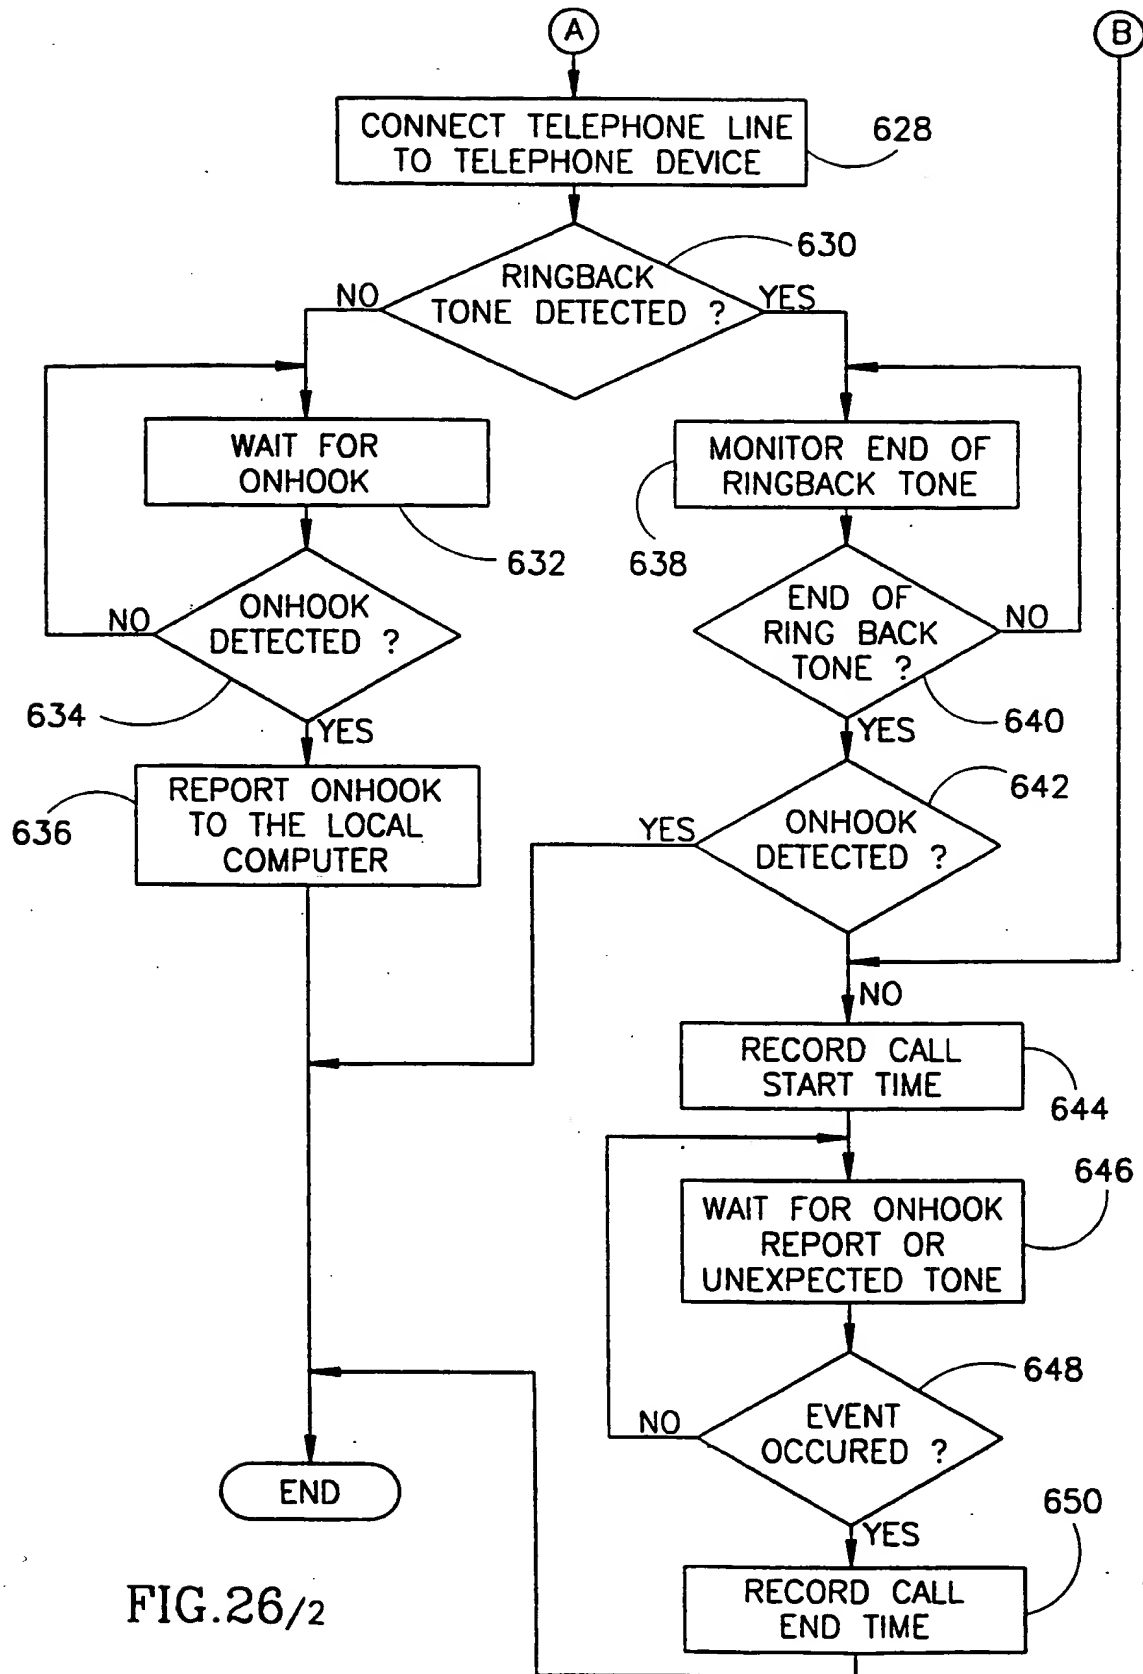 A
B
CONNECT TELEPHONE LINE
TO TELEPHONE DEVICE
628
630
RINGBACK
TONE DETECTED ?
NO
YES
WAIT FOR
ONHOOK
632
MONITOR END OF
RINGBACK TONE
638
ONHOOK
DETECTED ?
NO
634
YES
END OF
RING BACK
TONE ?
NO
640
YES
REPORT ONHOOK
TO THE LOCAL
COMPUTER
636
642
ONHOOK
DETECTED ?
YES
NO
RECORD CALL
START TIME
644
646
WAIT FOR ONHOOK
REPORT OR
UNEXPECTED TONE
648
EVENT
OCCURED ?
NO
YES
END
650
RECORD CALL
END TIME
FIG.26/2